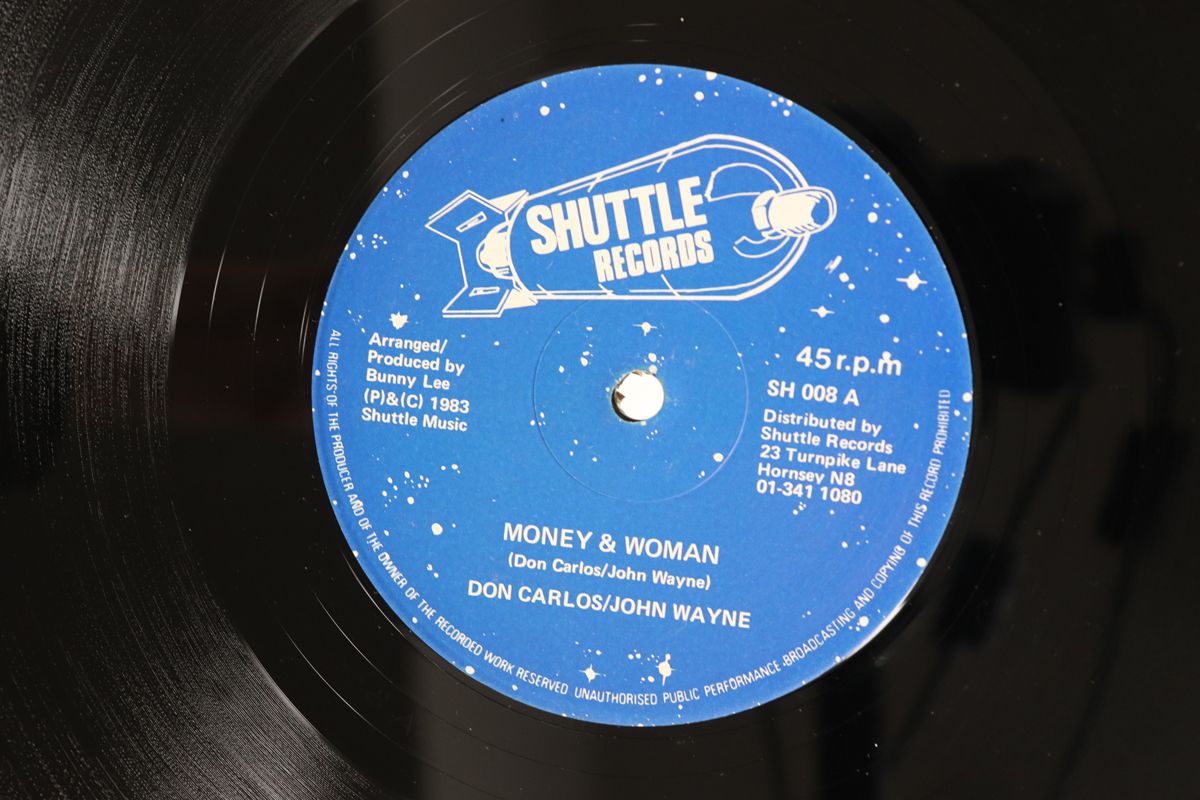 SHUTTLE
RECORDS
Arranged/
Produced by
Bunny Lee
(P)&(C) 1983
Shuttle Music
45 r.p.m
SH 008 A
Distributed by
Shuttle Records
23 Turnpike Lane
Hornsey N8
01-341 1080
MONEY & WOMAN
(Don Carlos/John Wayne)
DON CARLOS/JOHN WAYNE
ALL RIGHTS OF THE PRODUCER AND OF THE OWNER OF THE RECORDED WORK RESERVED UNAUTHORISED PUBLIC PERFORMANCE · BROADCASTING AND COPYING OF THIS RECORD PROHIBITED